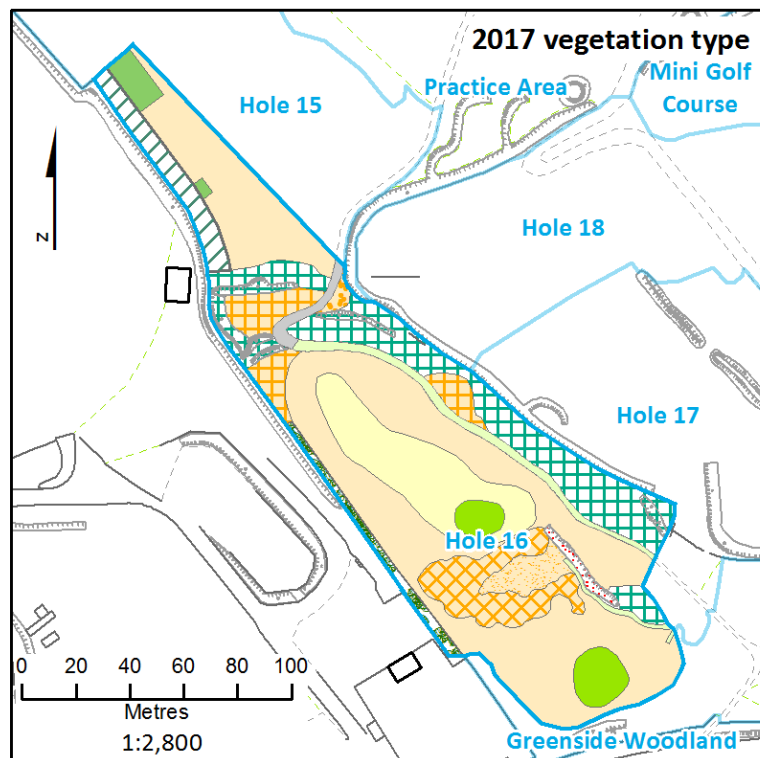 2017 vegetation type
Practice Area
Mini Golf
Course
Hole 15
Hole 18
N
Hole 17
Hole 16
0 20 40 60 80 100
Metres
1:2,800
Greenside Woodland